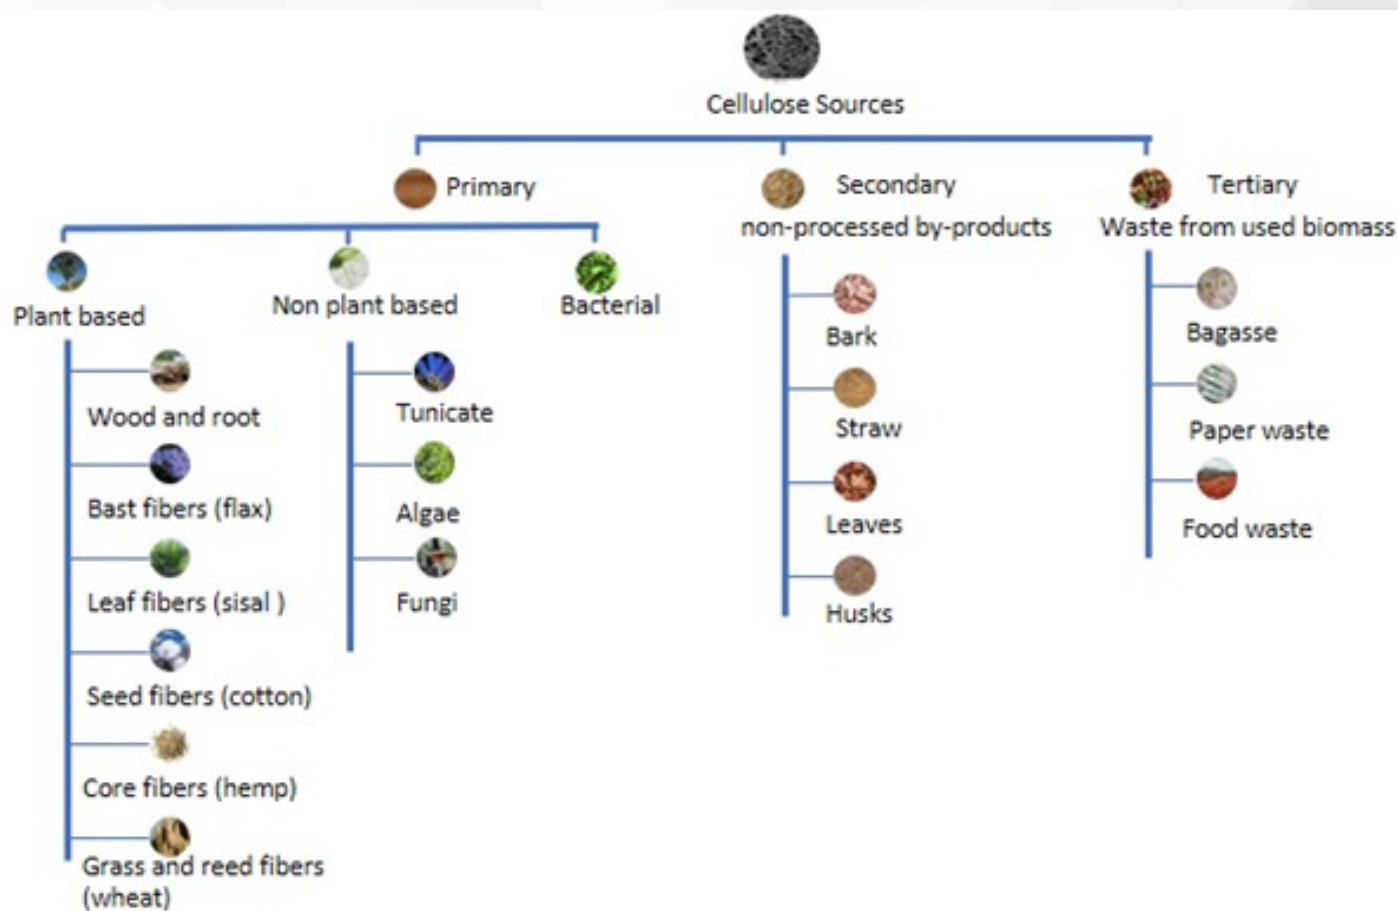 Cellulose Sources
Primary
Secondary
non-processed by-products
Tertiary
Waste from used biomass
Plant based
Non plant based
Bacterial
Wood and root
Bast fibers (flax)
Leaf fibers (sisal )
Seed fibers (cotton)
Core fibers (hemp)
Grass and reed fibers
(wheat)
Tunicate
Algae
Fungi
Bark
Straw
Leaves
Husks
Bagasse
Paper waste
Food waste